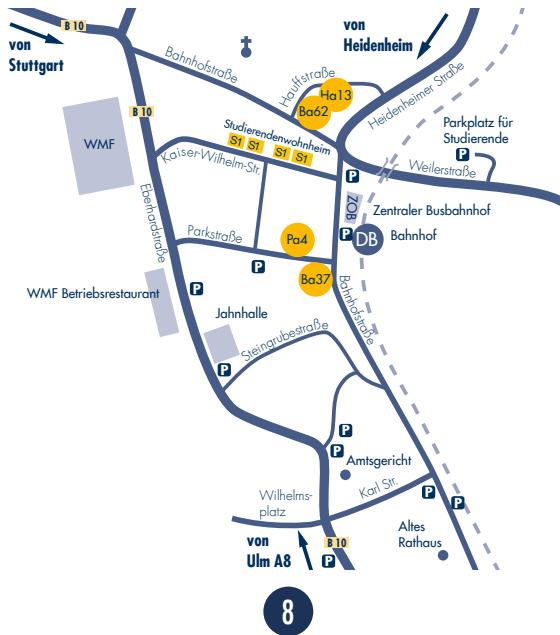 B 10
von
Stuttgart
von
Heidenheim
Bahnhofstraße
Hauffstraße
Ha13
Ba62
Heidenheimer Straße
B 10
WMF
Studierendenwohnheim
S1 S1 S1 S1
Kaiser-Wilhelm-Str.
Parkplatz für
Studierende
P
Weilerstraße
P
ZOB
Zentraler Busbahnhof
P
DB
Bahnhof
Eberhardstraße
Parkstraße
Pa4
P
Ba37
Bahnhofstraße
WMF Betriebsrestaurant
P
Jahnhalle
Steingrubestraße
P
P
P
Amtsgericht
Karl Str.
P
P
Wilhelms-
platz
Altes
Rathaus
von
Ulm A8
B 10
P
8